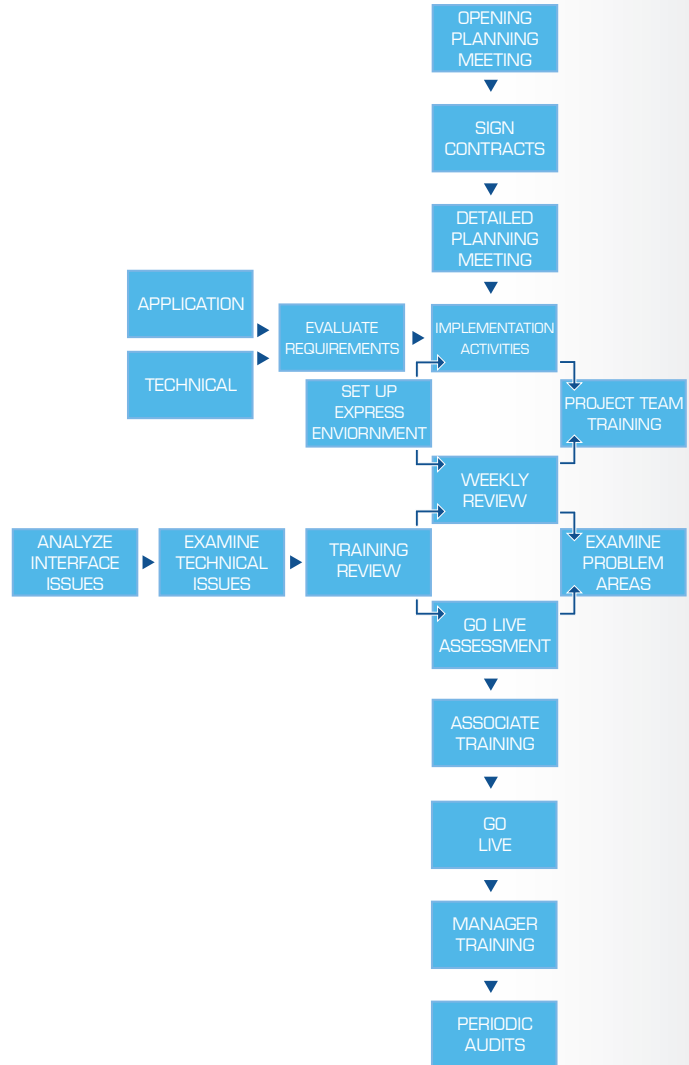 OPENING
PLANNING
MEETING
SIGN
CONTRACTS
DETAILED
PLANNING
MEETING
APPLICATION
TECHNICAL
EVALUATE
REQUIREMENTS
IMPLEMENTATION
ACTIVITIES
SET UP
EXPRESS
ENVIORNMENT
PROJECT TEAM
TRAINING
WEEKLY
REVIEW
ANALYZE
INTERFACE
ISSUES
EXAMINE
TECHNICAL
ISSUES
TRAINING
REVIEW
EXAMINE
PROBLEM
AREAS
GO LIVE
ASSESSMENT
ASSOCIATE
TRAINING
GO
LIVE
MANAGER
TRAINING
PERIODIC
AUDITS